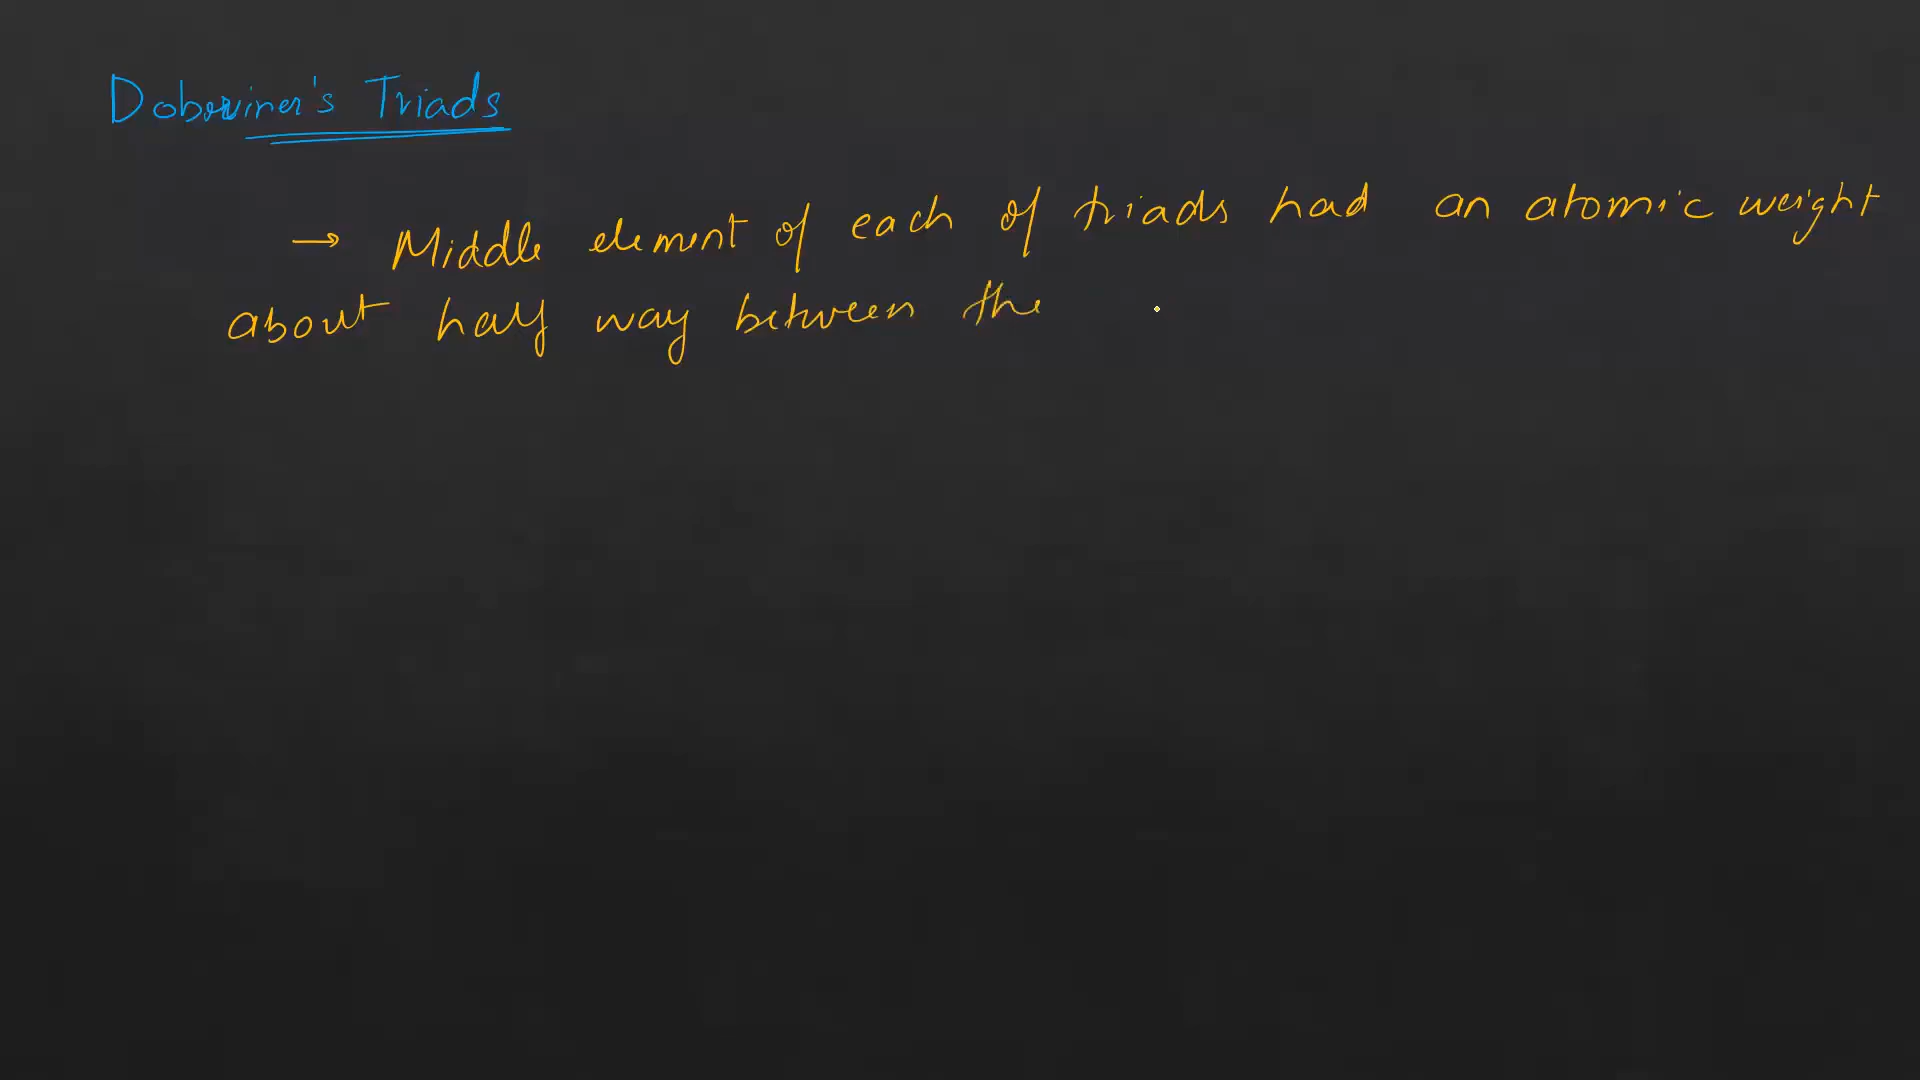 Dobereiner's Triads
→ Middle element of each of triads had an atomic weight
about half way between the